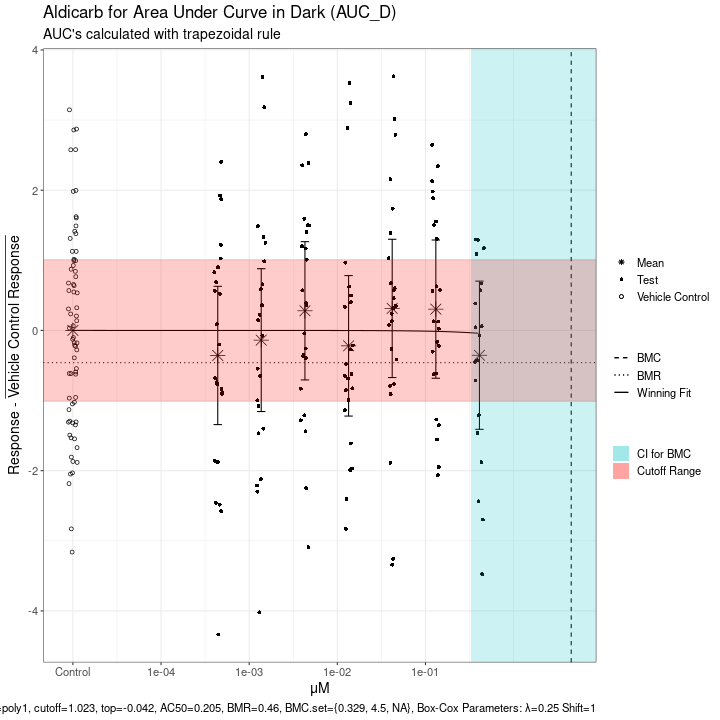 Aldicarb for Area Under Curve in Dark (AUC_D)
AUC's calculated with trapezoidal rule
Response - Vehicle Control Response
4
2
0
-2
-4
Control
1e-04
1e-03
1e-02
1e-01
μM
Mean
Test
Vehicle Control
BMC
BMR
Winning Fit
CI for BMC
Cutoff Range
=poly1, cutoff=1.023, top=-0.042, AC50=0.205, BMR=0.46, BMC.set={0.329, 4.5, NA}, Box-Cox Parameters: λ=0.25 Shift=1